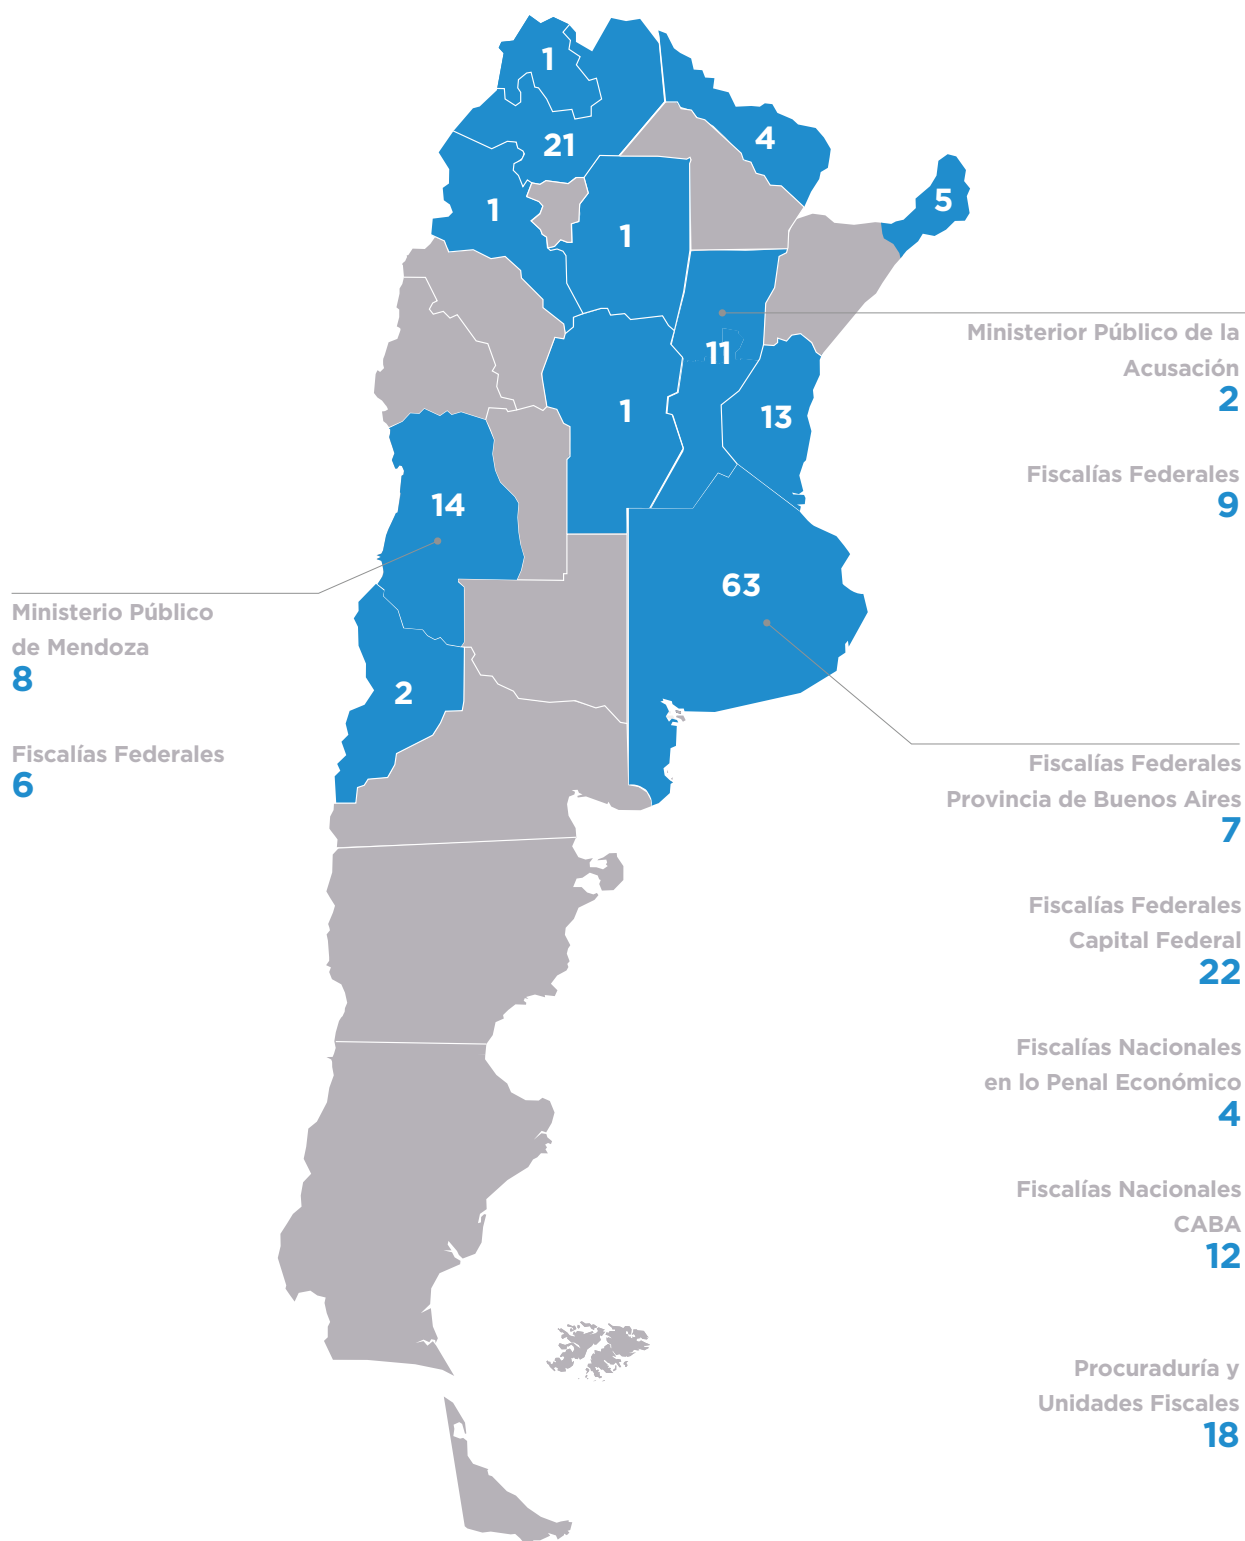 1
21
4
5
1
1
Ministerior Público de la
Acusación
2
11
1
13
Fiscalías Federales
9
14
63
Ministerio Público
de Mendoza
8
2
Fiscalías Federales
6
Fiscalías Federales
Provincia de Buenos Aires
7
Fiscalías Federales
Capital Federal
22
Fiscalías Nacionales
en lo Penal Económico
4
Fiscalías Nacionales
CABA
12
Procuraduría y
Unidades Fiscales
18